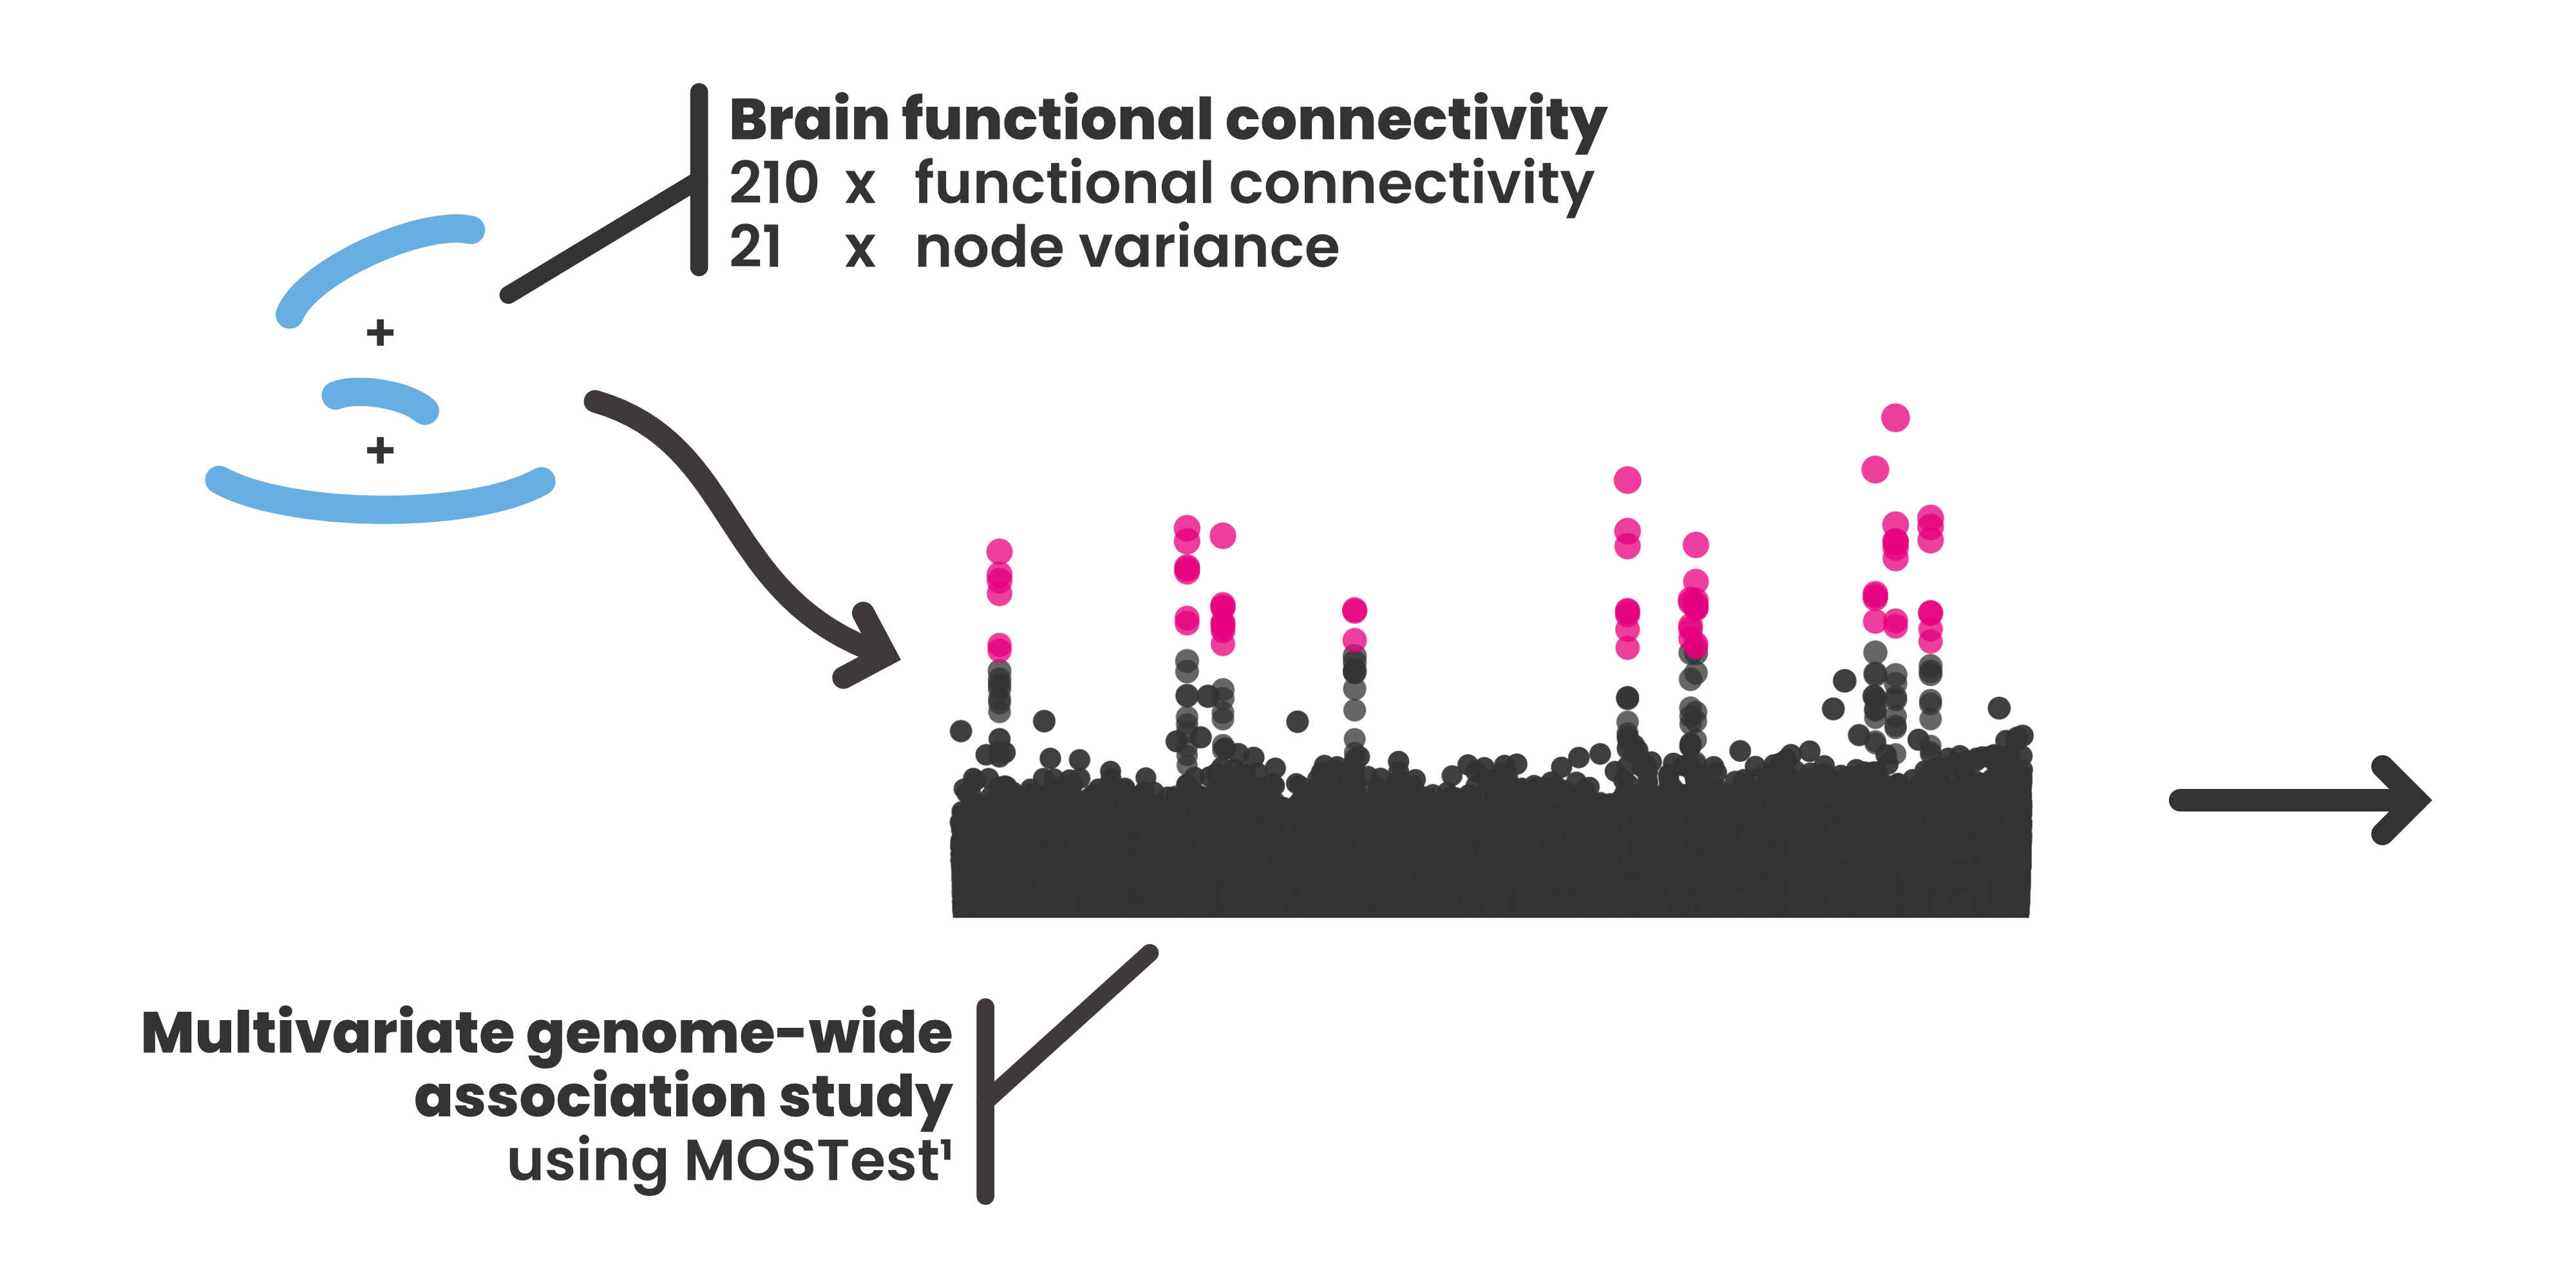 Brain functional connectivity
210 x functional connectivity
21 x node variance
+
+
Multivariate genome-wide
association study
using MOSTest¹